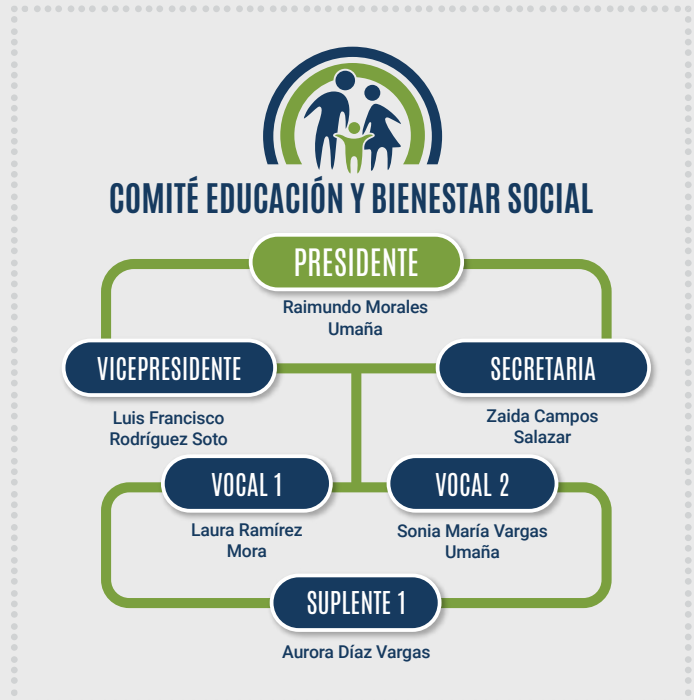 COMITÉ EDUCACIÓN Y BIENESTAR SOCIAL
PRESIDENTE
Raimundo Morales
Umaña
VICEPRESIDENTE
Luis Francisco
Rodríguez Soto
SECRETARIA
Zaida Campos
Salazar
VOCAL 1
Laura Ramírez
Mora
VOCAL 2
Sonia María Vargas
Umaña
SUPLENTE 1
Aurora Díaz Vargas